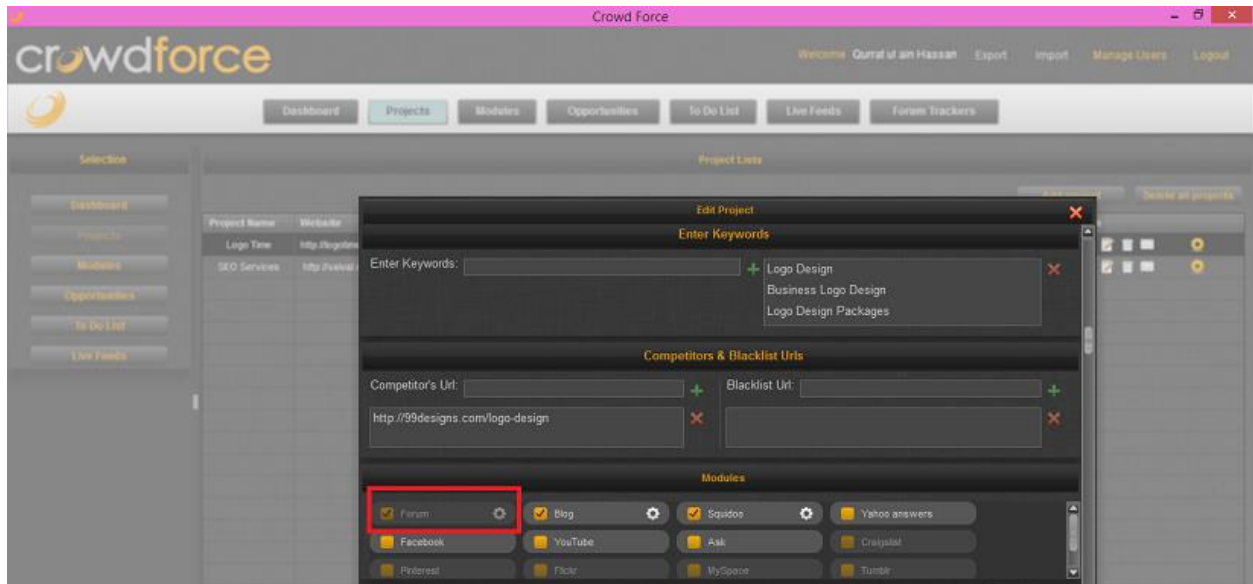 Crowd Force
crowdforce
Welcome Qurrat ul ain Hassan Export Import Manage Users Logout
Dashboard Projects Modules Opportunities To Do List Live Feeds Forum Trackers
Selection
Project Lists
Dashboard
Delete all projects
Edit Project
Project Name Website
Projects
Enter Keywords
Logo Time
Modules
SEO Services
Enter Keywords:
Logo Design
Business Logo Design
Logo Design Packages
Opportunities
To Do List
Live Feeds
Competitors & Blacklist Urls
Competitor's Url:
Blacklist Url:
http://99designs.com/logo-design
Modules
Forum Blog Squidoo Yahoo answers
Facebook YouTube Ask Craigslist
Pinterest Flickr MySpace Tumblr